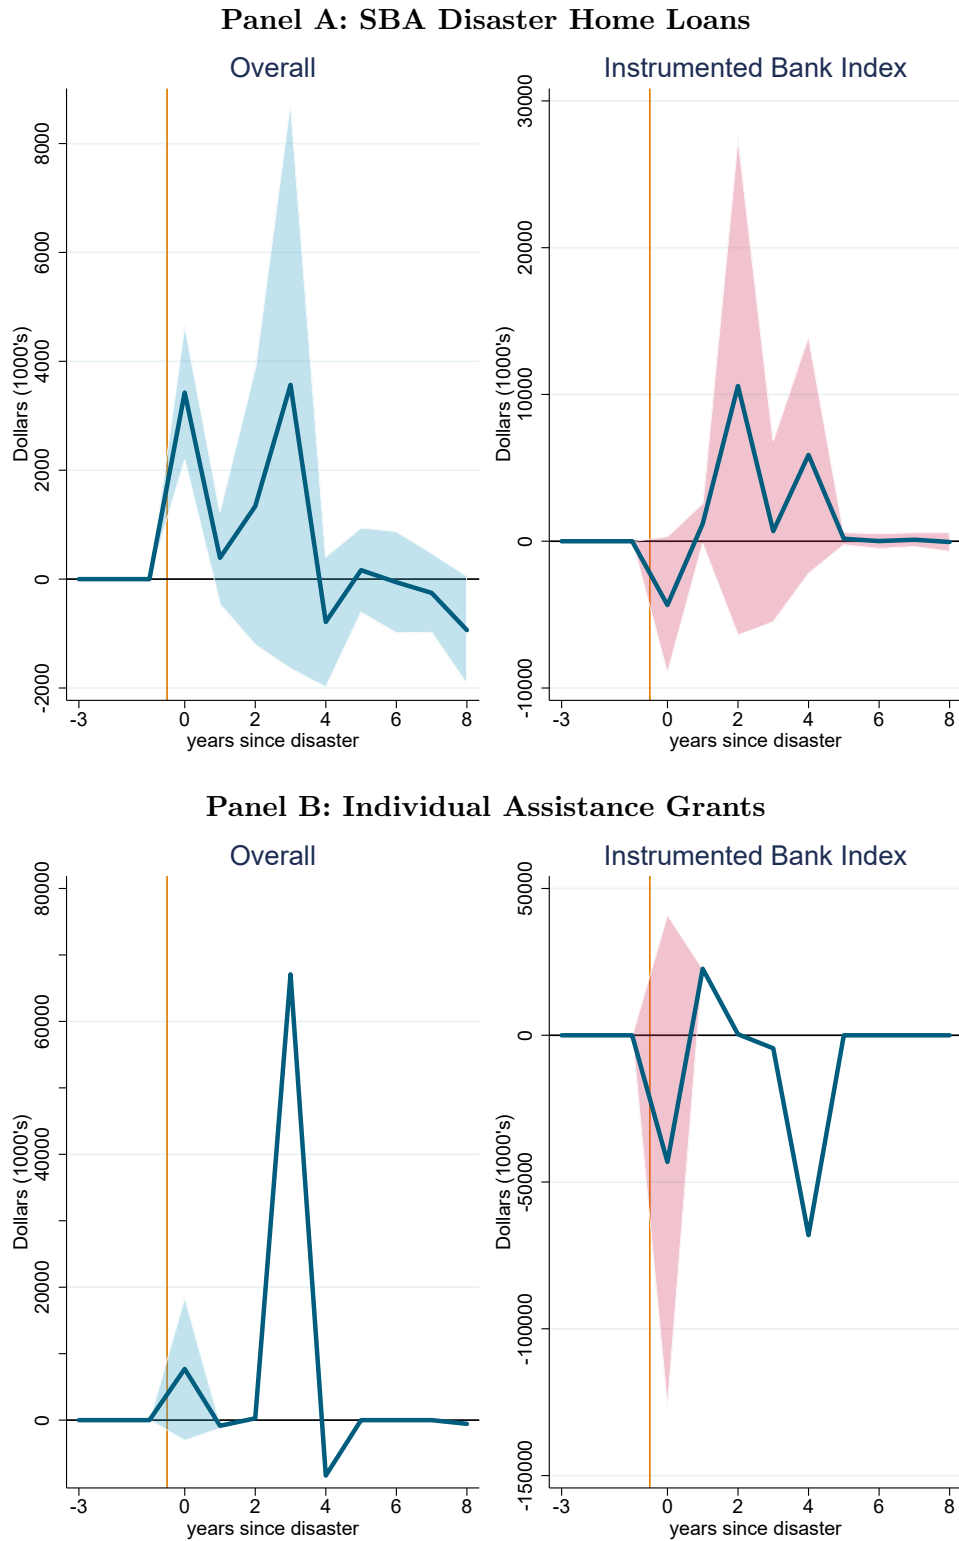 Panel A: SBA Disaster Home Loans
Overall
Dollars (1000's)
8000
6000
4000
2000
0
-2000
-3 0 2 4 6 8
years since disaster
Instrumented Bank Index
Dollars (1000's)
30000
20000
10000
0
-10000
-3 0 2 4 6 8
years since disaster
Panel B: Individual Assistance Grants
Overall
Dollars (1000's)
80000
60000
40000
20000
0
-3 0 2 4 6 8
years since disaster
Instrumented Bank Index
Dollars (1000's)
50000
0
-50000
-100000
-150000
-3 0 2 4 6 8
years since disaster